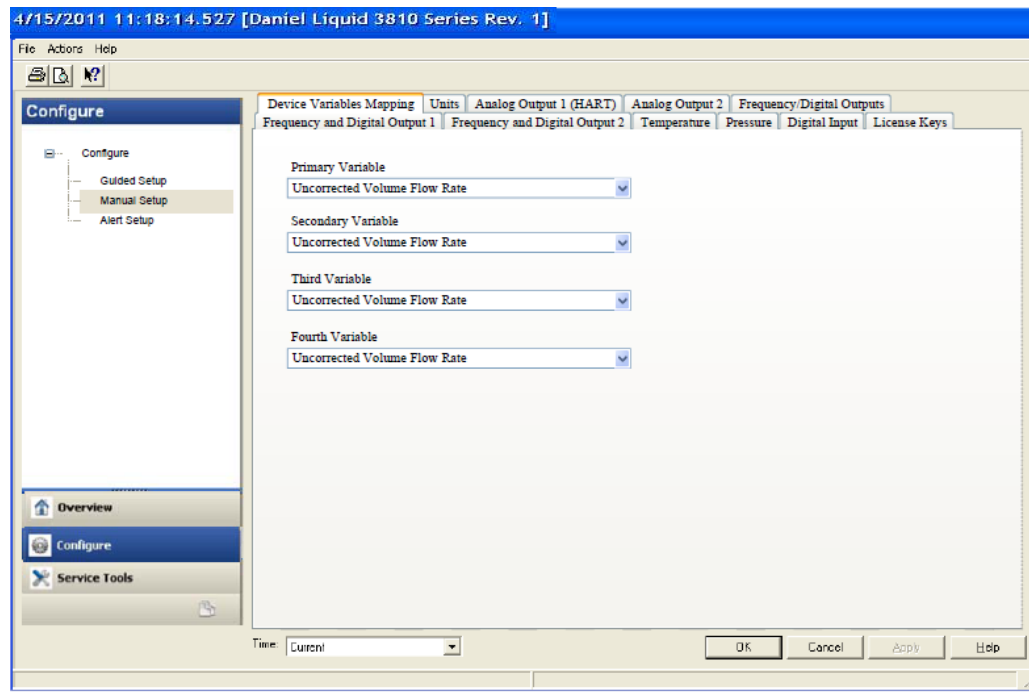 4/15/2011 11:18:14.527 [Daniel Liquid 3810 Series Rev. 1]
File Actions Help
Configure
Configure
Guided Setup
Manual Setup
Alert Setup
Overview
Configure
Service Tools
Device Variables Mapping Units Analog Output 1 (HART) Analog Output 2 Frequency/Digital Outputs
Frequency and Digital Output 1 Frequency and Digital Output 2 Temperature Pressure Digital Input License Keys
Primary Variable
Uncorrected Volume Flow Rate
Secondary Variable
Uncorrected Volume Flow Rate
Third Variable
Uncorrected Volume Flow Rate
Fourth Variable
Uncorrected Volume Flow Rate
Time: Current
OK Cancel Apply Help